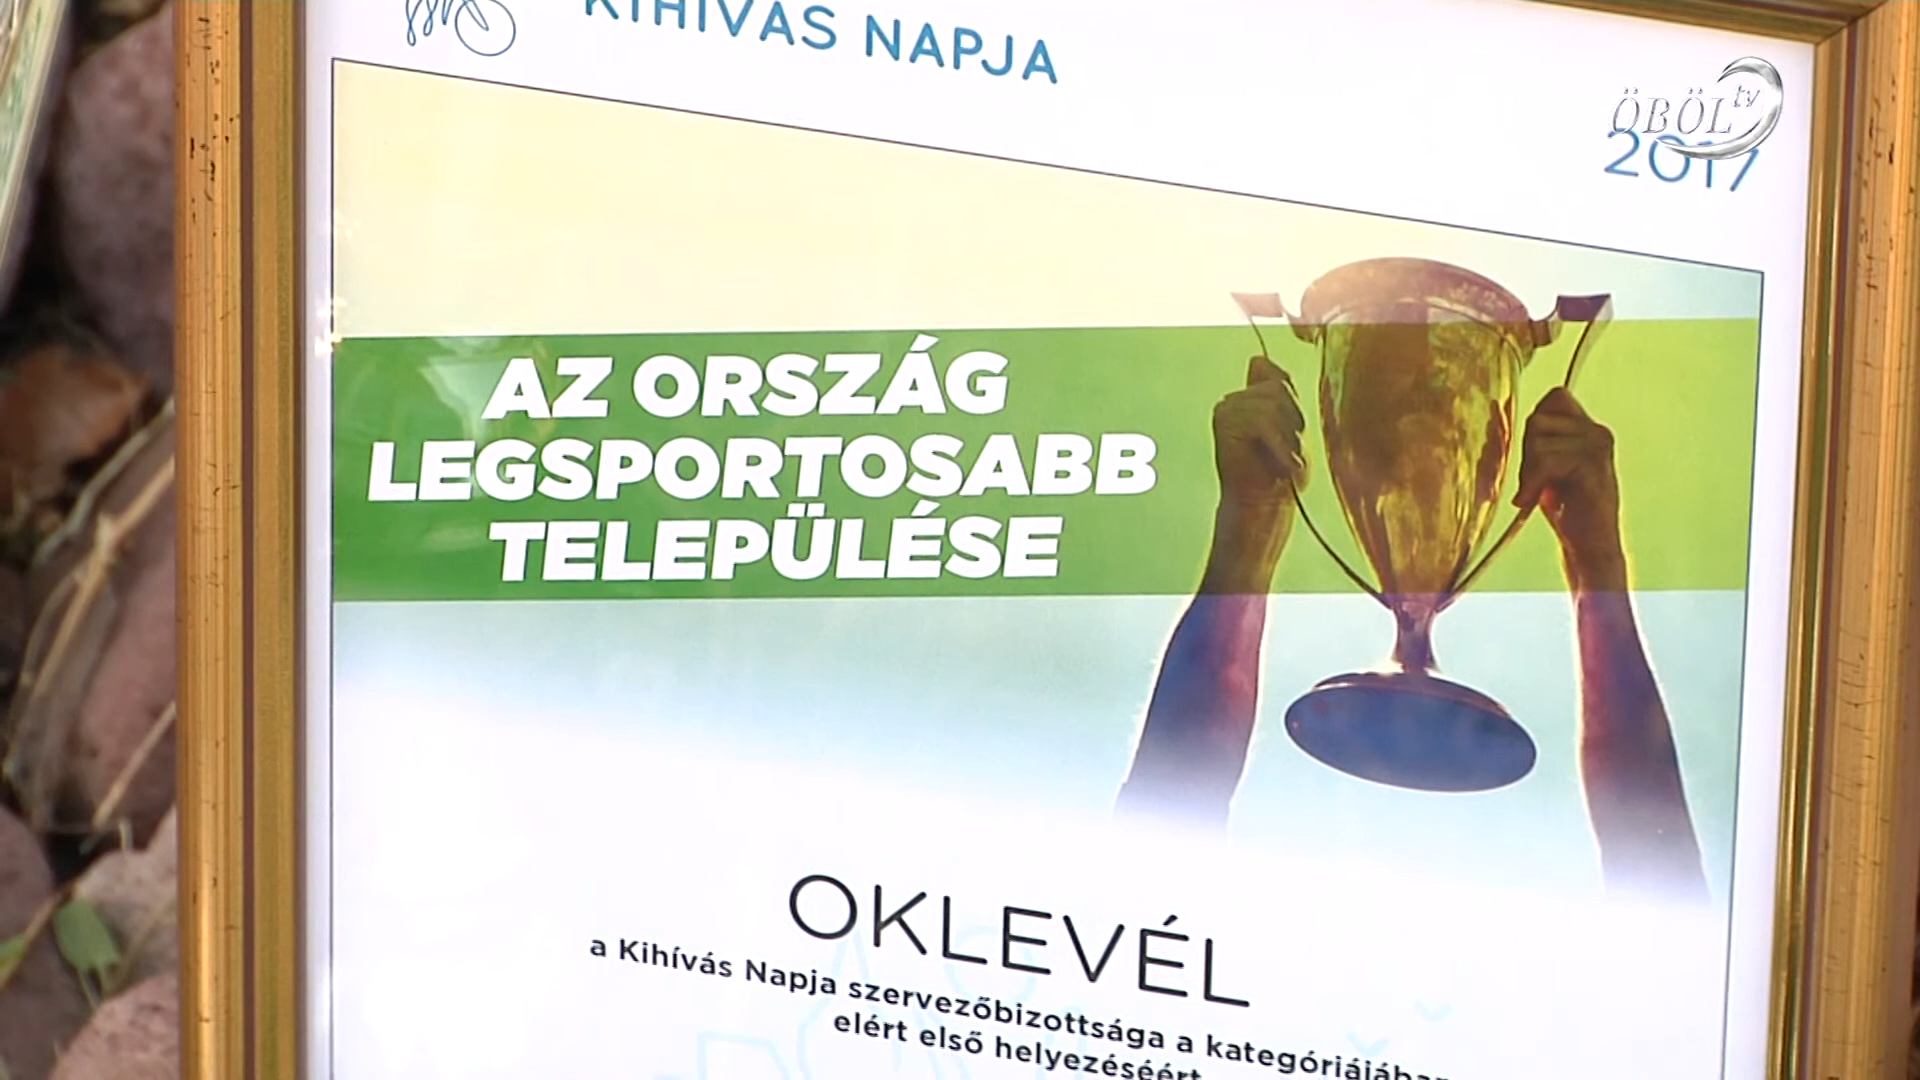 KIHÍVÁS NAPJA
ÖBÖL tv
2017
AZ ORSZÁG
LEGSPORTOSABB
TELEPÜLÉSE
OKLEVÉL
a Kihívás Napja szervezőbizottsága a kategóriájában
elért első helyezéséért